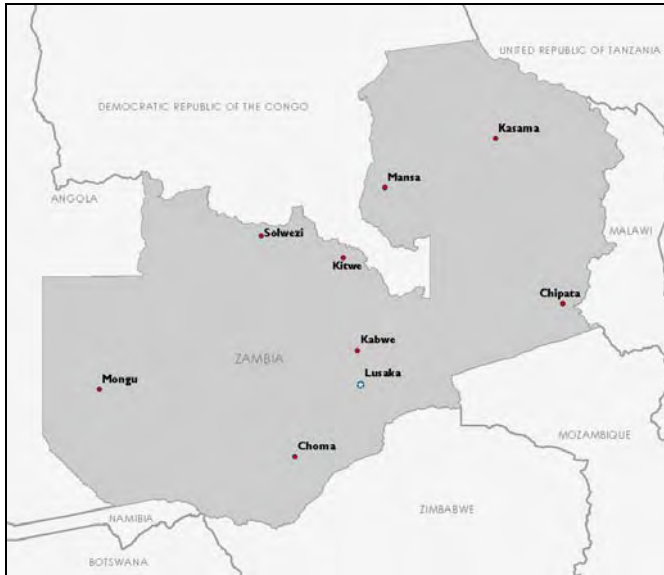 UNITED REPUBLIC OF TANZANIA
DEMOCRATIC REPUBLIC OF THE CONGO
Kasama
Mansa
ANGOLA
MALAWI
Solwezi
Kitwe
Chipata
Kabwe
ZAMBIA
Lusaka
Mongu
MOZAMBIQUE
Choma
ZIMBABWE
NAMIBIA
BOTSWANA